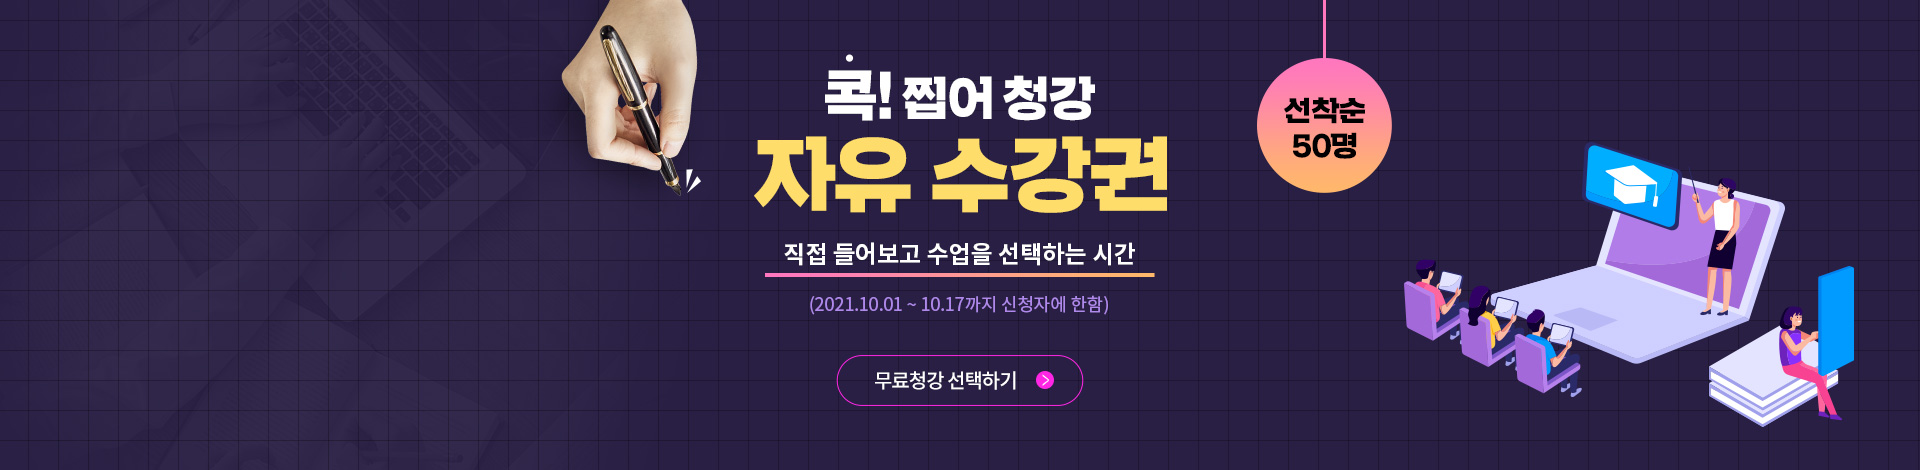 콕! 찝어 청강
자유 수강권
선착순
50명
직접 들어보고 수업을 선택하는 시간
(2021.10.01 ~ 10.17까지 신청자에 한함)
무료청강 선택하기